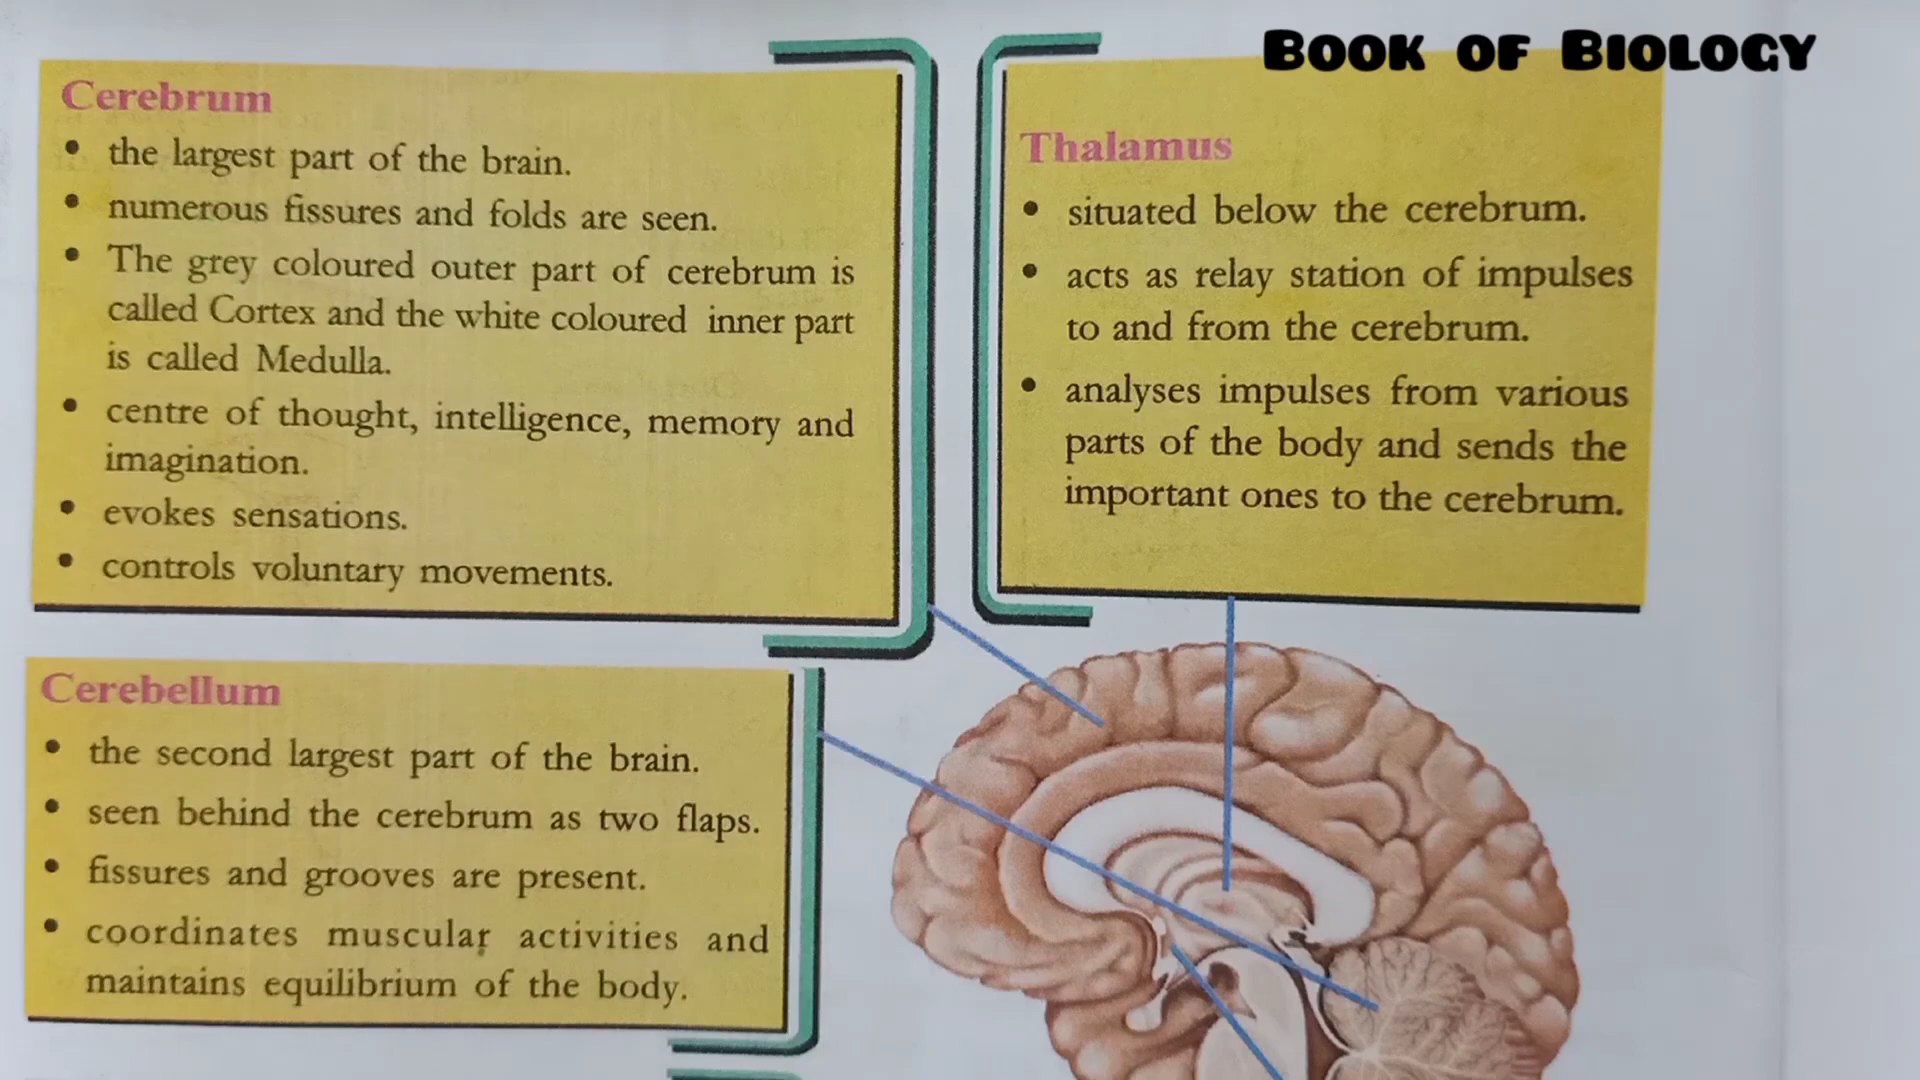 Book of Biology
Cerebrum
• the largest part of the brain.
• numerous fissures and folds are seen.
• The grey coloured outer part of cerebrum is
called Cortex and the white coloured inner part
is called Medulla.
• centre of thought, intelligence, memory and
imagination.
• evokes sensations.
• controls voluntary movements.
Thalamus
• situated below the cerebrum.
• acts as relay station of impulses
to and from the cerebrum.
• analyses impulses from various
parts of the body and sends the
important ones to the cerebrum.
Cerebellum
• the second largest part of the brain.
• seen behind the cerebrum as two flaps.
• fissures and grooves are present.
• coordinates muscular activities and
maintains equilibrium of the body.